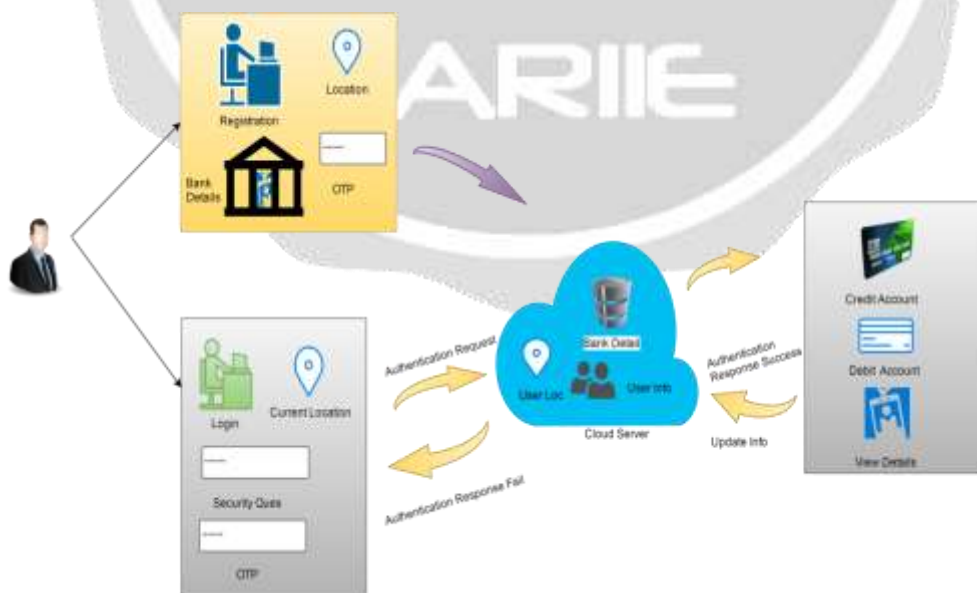 ARIIE
Registration
Location
Bank
Details
OTP
Login
Current Location
Security Ques
OTP
Authentication Request
Authentication Response Fail
Bank Detail
User Loc
User Info
Cloud Server
Authentication
Response Success
Update Info
Credit Account
Debit Account
View Details